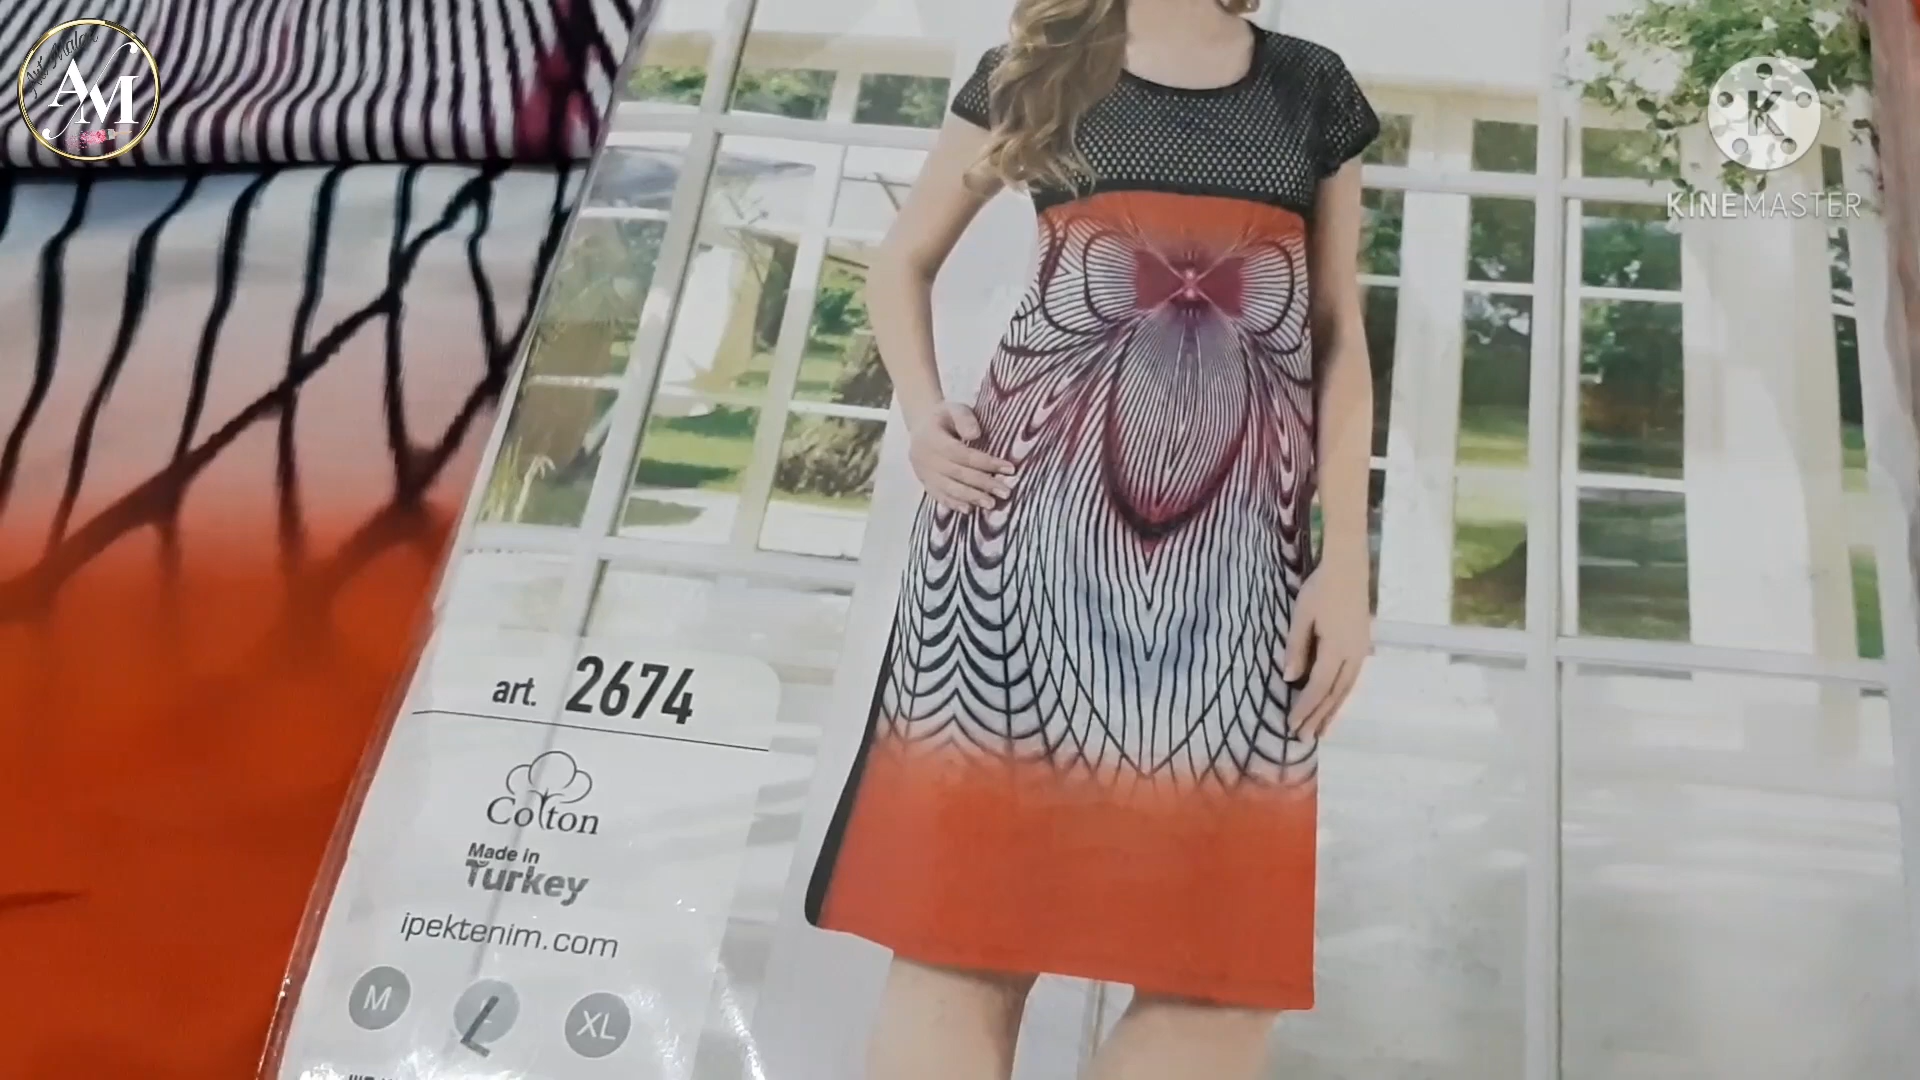 AM
K
KINEMASTER
art. 2674
Cotton
Made in
Turkey
ipektenim.com
M L XL